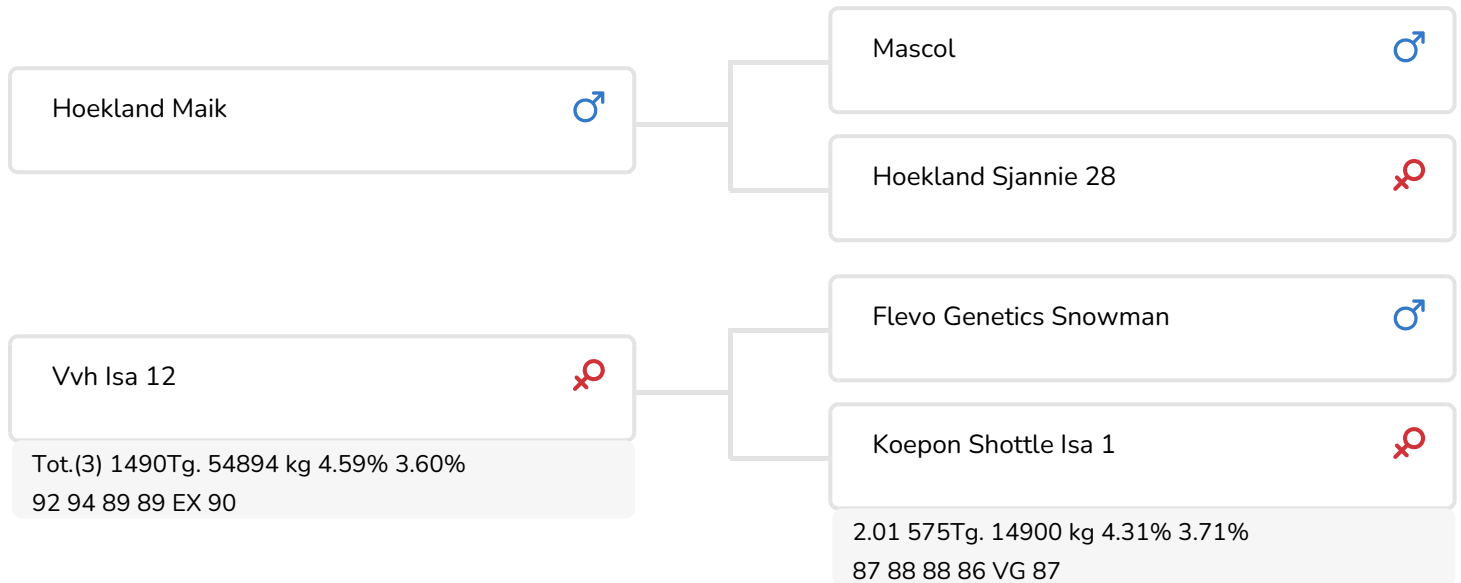 Hoekland Maik
Mascol
Hoekland Sjannie 28
Vvh Isa 12
Tot.(3) 1490Tg. 54894 kg 4.59% 3.60%
92 94 89 89 EX 90
Flevo Genetics Snowman
Koepon Shottle Isa 1
2.01 575Tg. 14900 kg 4.31% 3.71%
87 88 88 86 VG 87